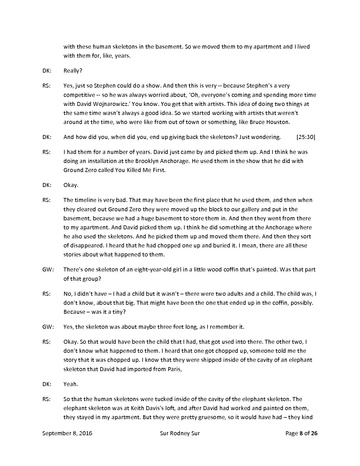 with these human skeletons in the basement. So we moved them to my apartment and I lived
with them for, like, years.
DK: Really?
RS: Yes, just so Stephen could do a show. And then this is very -- because Stephen's a very
competitive -- so he was always worried about, 'Oh, everyone's coming and spending more time
with David Wojnarowicz.' You know. You get that with artists. This idea of doing two things at
the same time wasn't always a good idea. So we started working with artists that weren't
around at the time, who were like from out of town or something, like Bruce Houston.
DK: And how did you, when did you, end up giving back the skeletons? Just wondering. [25:30]
RS: I had them for a number of years. David just came by and picked them up. And I think he was
doing an installation at the Brooklyn Anchorage. He used them in the show that he did with
Ground Zero called You Killed Me First.
DK: Okay.
RS: The timeline is very bad. That may have been the first place that he used them, and then when
they cleared out Ground Zero they were moved up the block to our gallery and put in the
basement, because we had a huge basement to store them in. And then they went from there
to my apartment. And David picked them up. I think he did something at the Anchorage where
he also used the skeletons. And he picked them up and moved them there. And then they sort
of disappeared. I heard that he had chopped one up and buried it. I mean, there are all these
stories about what happened to them.
GW: There's one skeleton of an eight-year-old girl in a little wood coffin that's painted. Was that part
of that group?
RS: No, I didn't have – I had a child but it wasn't – there were two adults and a child. The child was, I
don't know, about that big. That might have been the one that ended up in the coffin, possibly.
Because – was it a tiny?
GW: Yes, the skeleton was about maybe three feet long, as I remember it.
RS: Okay. So that would have been the child that I had, that got used into there. The other two, I
don't know what happened to them. I heard that one got chopped up, someone told me the
story that it was chopped up. I know that they were shipped inside of the cavity of an elephant
skeleton that David had imported from Paris,
DK: Yeah.
RS: So that the human skeletons were tucked inside of the cavity of the elephant skeleton. The
elephant skeleton was at Keith Davis's loft, and after David had worked and painted on them,
they stayed in my apartment. But they were pretty gruesome, so it would have had – they kind
September 8, 2016 Sur Rodney Sur Page 8 of 26